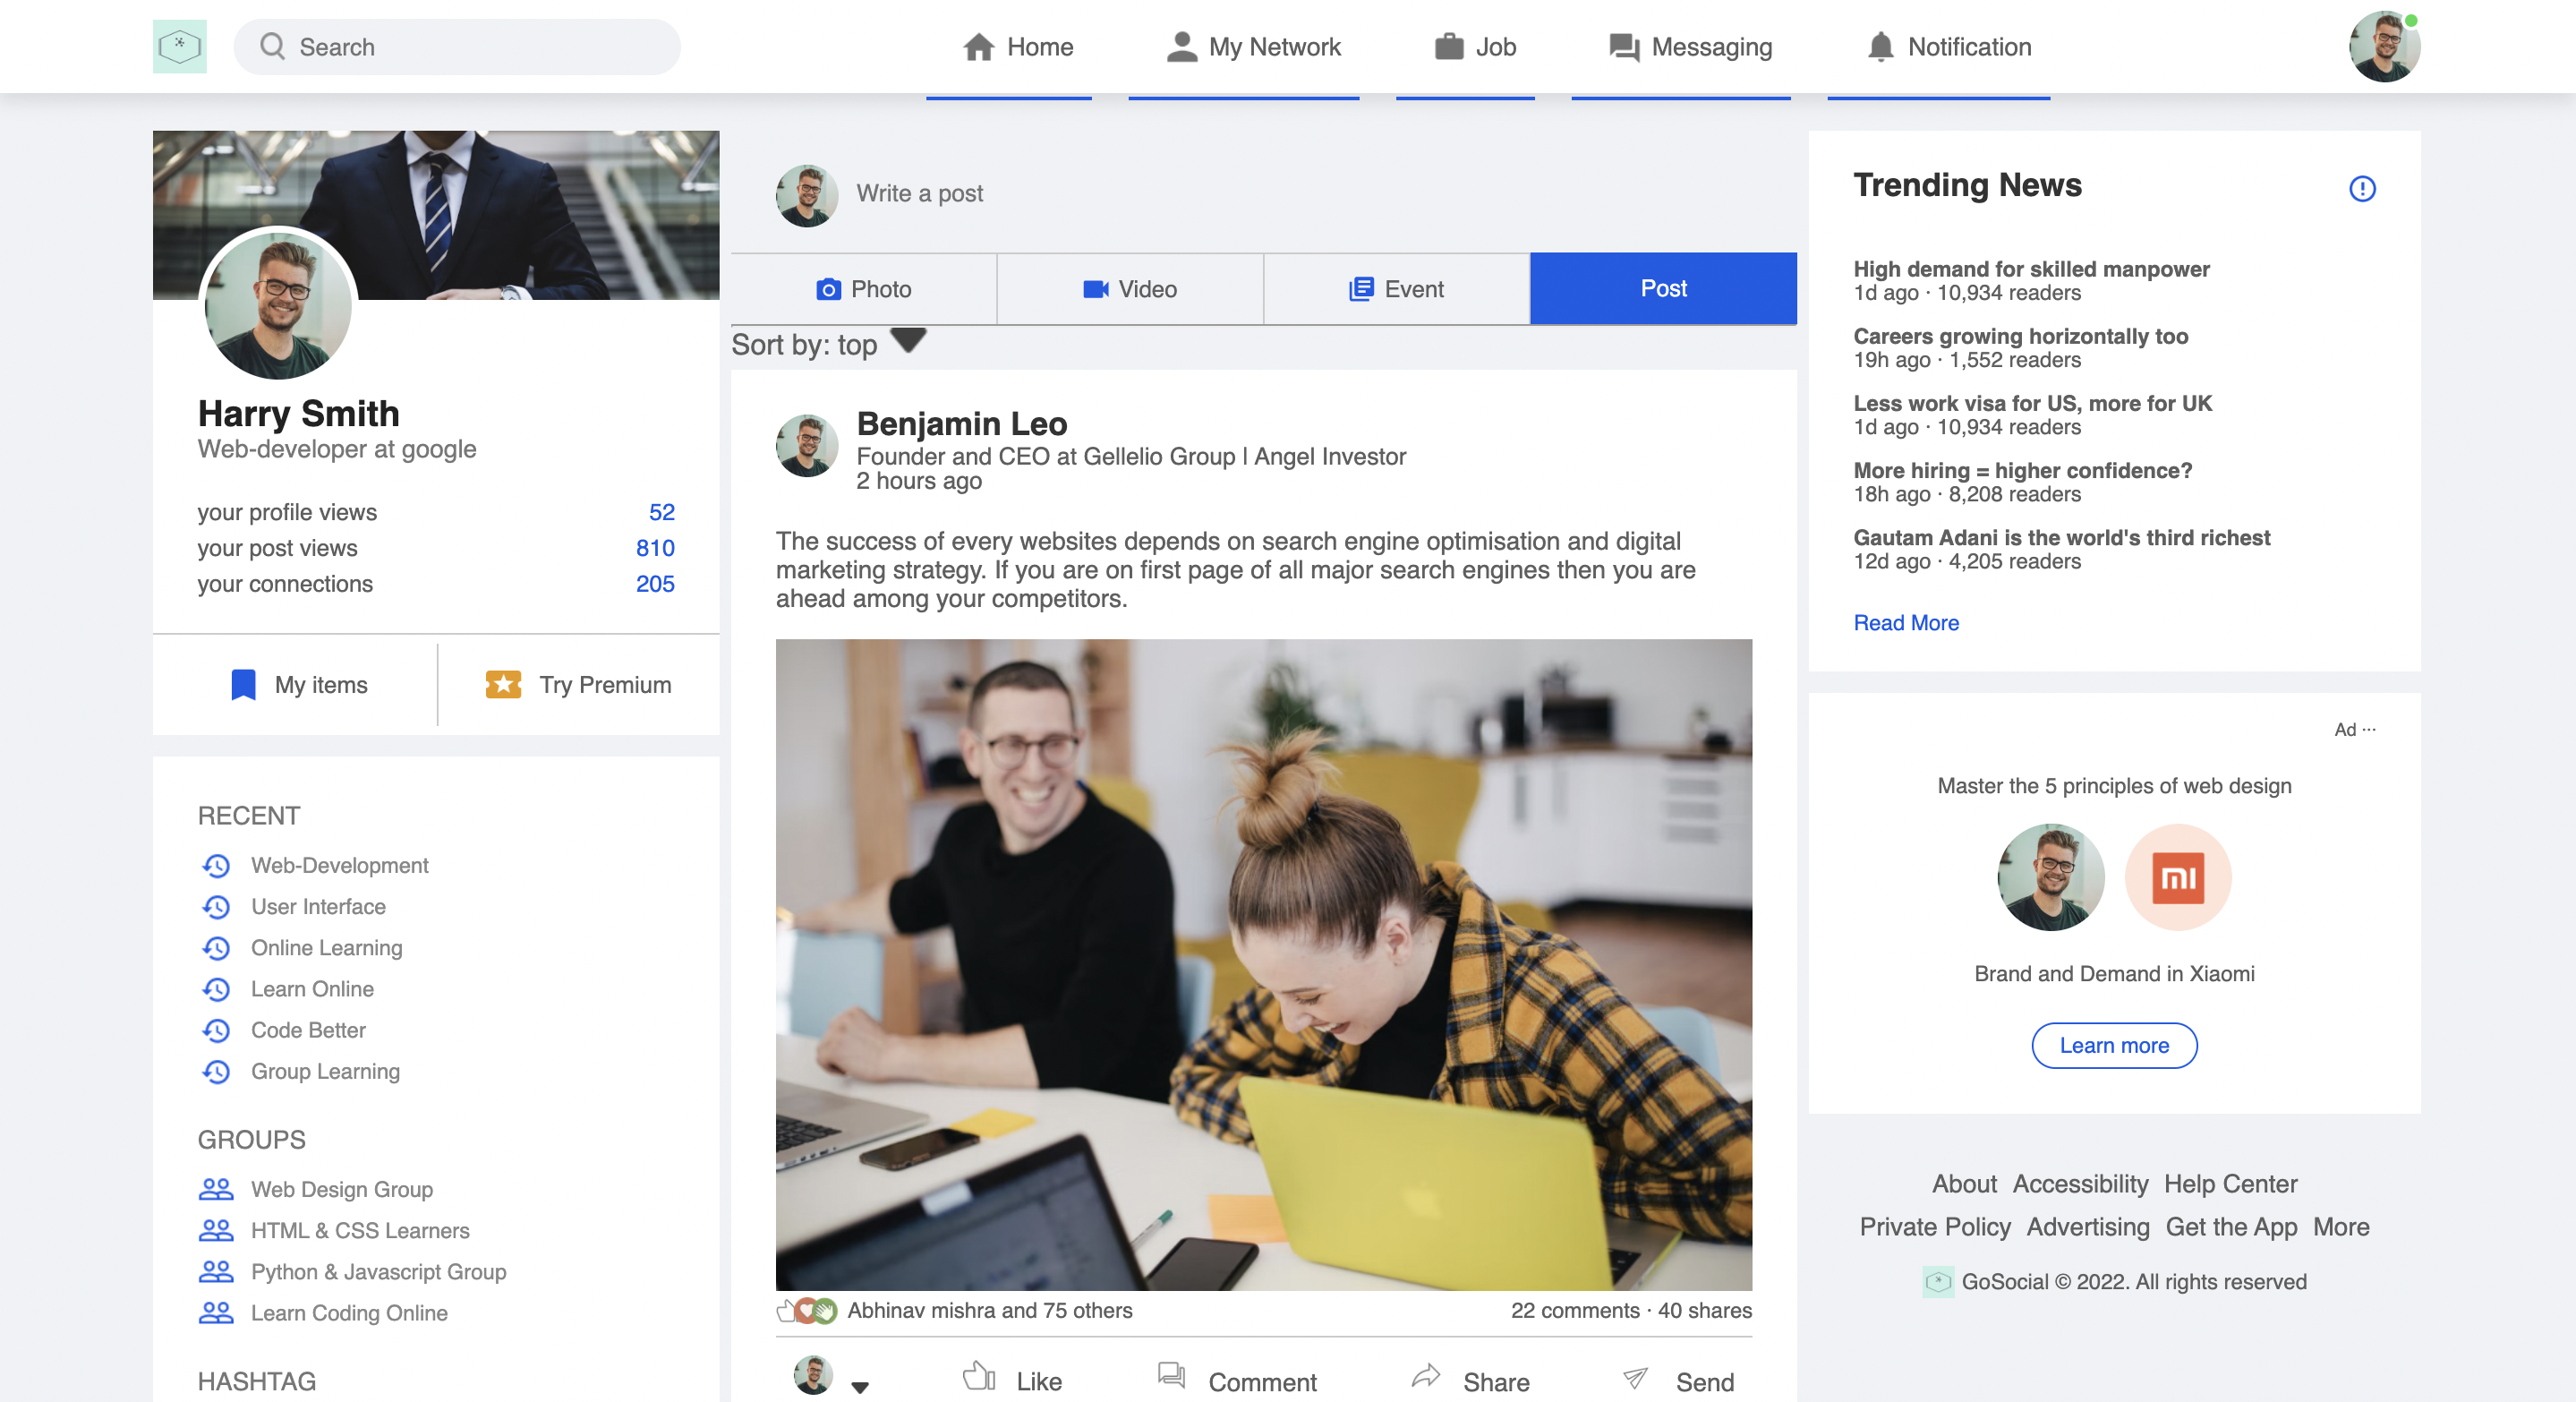 Search
Home
My Network
Job
Messaging
Notification
Harry Smith
Web-developer at google
your profile views 52
your post views 810
your connections 205
My items
Try Premium
RECENT
Web-Development
User Interface
Online Learning
Learn Online
Code Better
Group Learning
GROUPS
Web Design Group
HTML & CSS Learners
Python & Javascript Group
Learn Coding Online
HASHTAG
Write a post
Photo
Video
Event
Post
Sort by: top
Benjamin Leo
Founder and CEO at Gellelio Group | Angel Investor
2 hours ago
The success of every websites depends on search engine optimisation and digital
marketing strategy. If you are on first page of all major search engines then you are
ahead among your competitors.
Abhinav mishra and 75 others
22 comments · 40 shares
Like
Comment
Share
Send
Trending News
High demand for skilled manpower
1d ago · 10,934 readers
Careers growing horizontally too
19h ago · 1,552 readers
Less work visa for US, more for UK
1d ago · 10,934 readers
More hiring = higher confidence?
18h ago · 8,208 readers
Gautam Adani is the world's third richest
12d ago · 4,205 readers
Read More
Ad ···
Master the 5 principles of web design
mi
Brand and Demand in Xiaomi
Learn more
About Accessibility Help Center
Private Policy Advertising Get the App More
GoSocial © 2022. All rights reserved